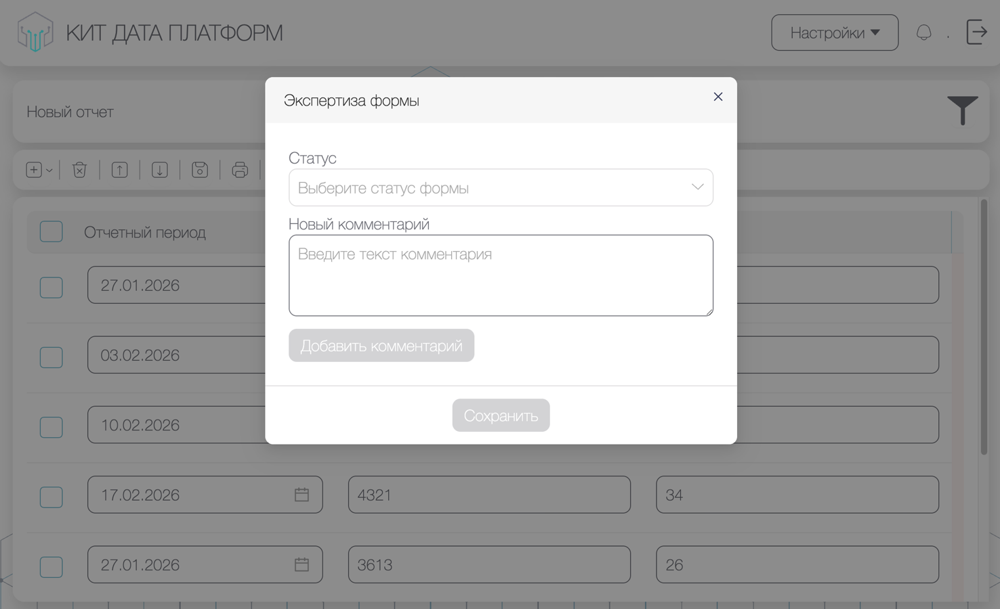 КИТ ДАТА ПЛАТФОРМ
Настройки
Новый отчет
Экспертиза формы
Статус
Выберите статус формы
Новый комментарий
Введите текст комментария
Добавить комментарий
Сохранить
Отчетный период
27.01.2026
03.02.2026
10.02.2026
17.02.2026 4321 34
27.01.2026 3613 26